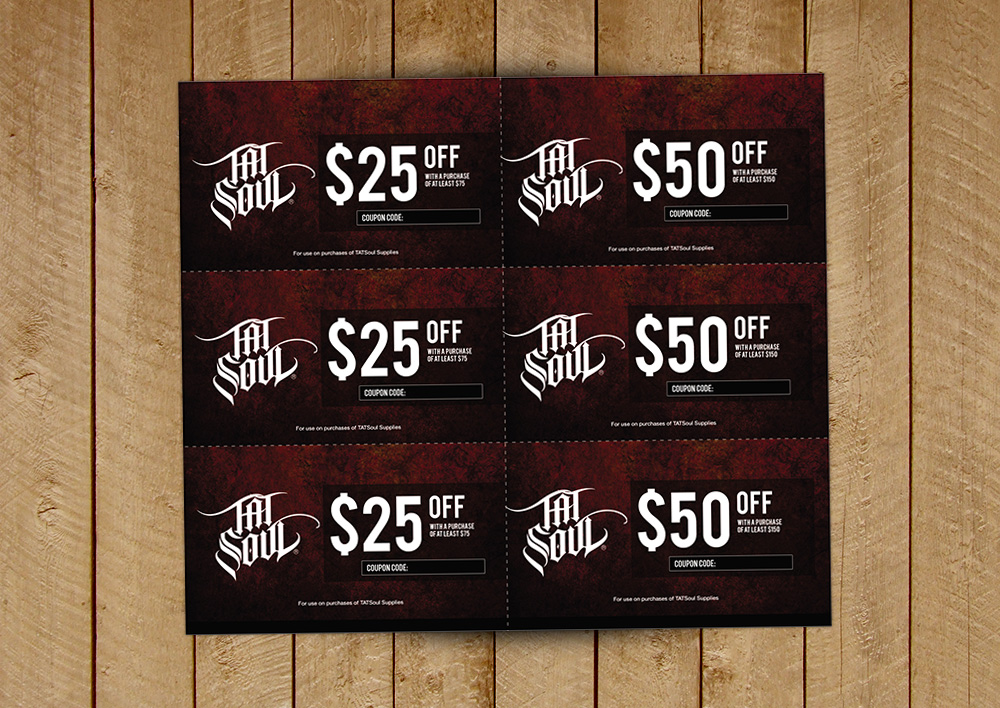 TAT
SOUL®
$25 OFF
WITH A PURCHASE
OF AT LEAST $75
COUPON CODE:
For use on purchases of TATSoul Supplies
TAT
SOUL®
$50 OFF
WITH A PURCHASE
OF AT LEAST $150
COUPON CODE:
For use on purchases of TATSoul Supplies
TAT
SOUL®
$25 OFF
WITH A PURCHASE
OF AT LEAST $75
COUPON CODE:
For use on purchases of TATSoul Supplies
TAT
SOUL®
$50 OFF
WITH A PURCHASE
OF AT LEAST $150
COUPON CODE:
For use on purchases of TATSoul Supplies
TAT
SOUL®
$25 OFF
WITH A PURCHASE
OF AT LEAST $75
COUPON CODE:
For use on purchases of TATSoul Supplies
TAT
SOUL®
$50 OFF
WITH A PURCHASE
OF AT LEAST $150
COUPON CODE:
For use on purchases of TATSoul Supplies